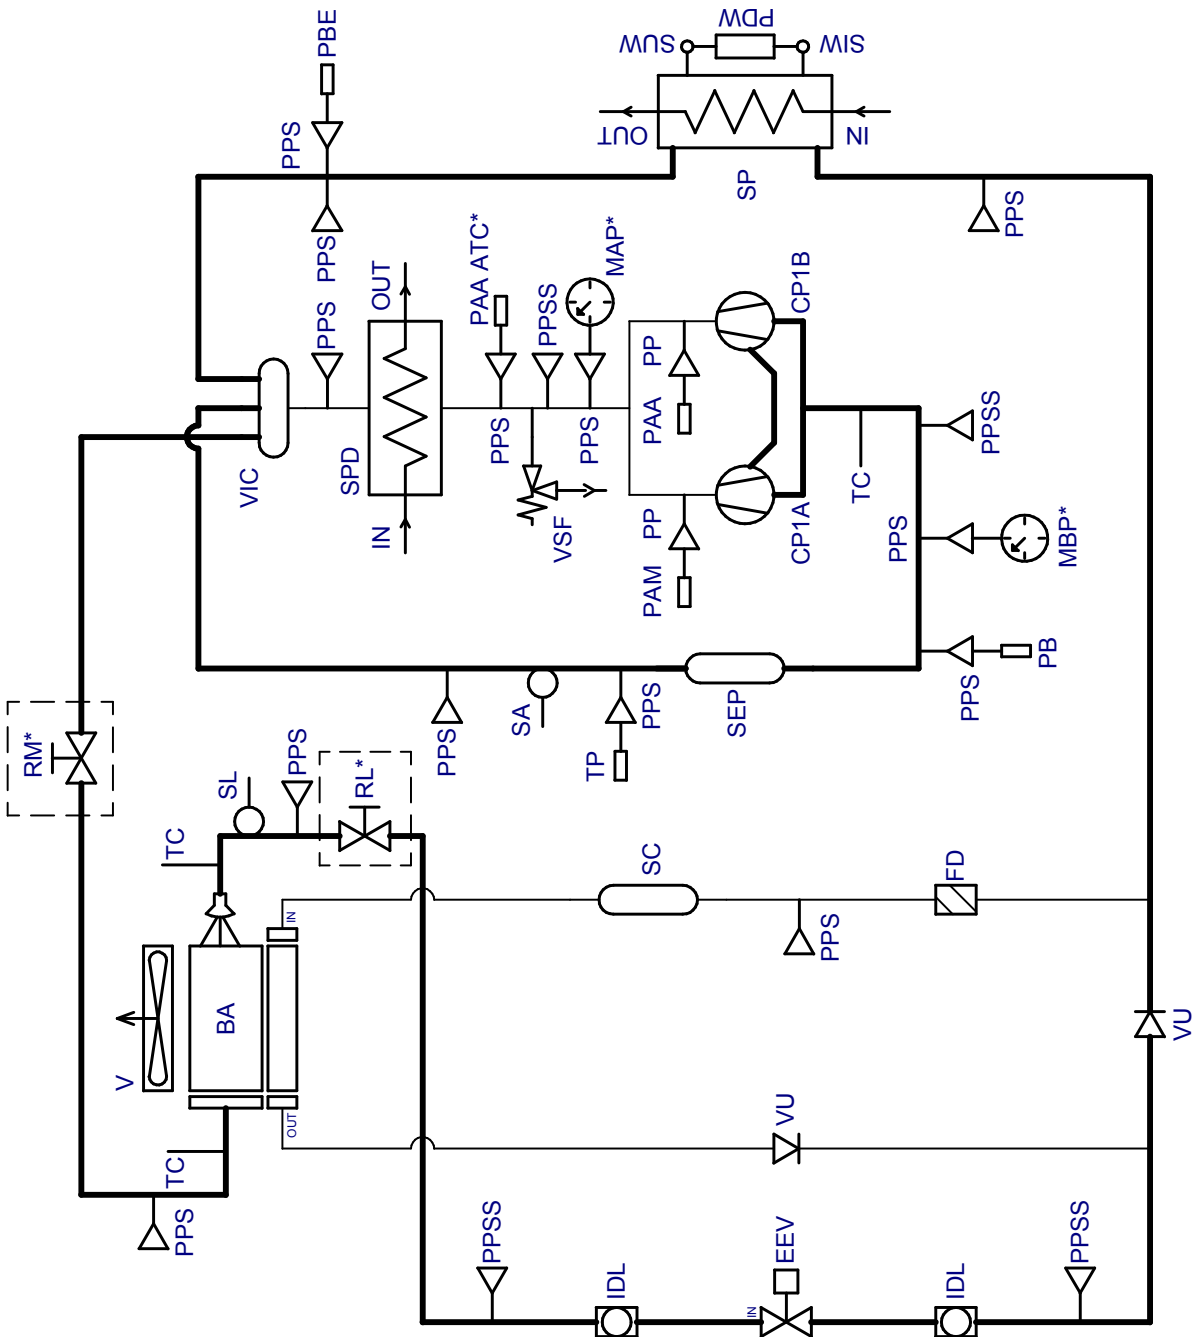 PBE
PPS
PPS
PDW
SUW
SIW
OUT
IN
SP
PPS
PPS
OUT
SPD
IN
VIC
PAA ATC*
PPS
PPSS
MAP*
PPS
VSF
PP
PAA
CP1B
PP
PAM
CP1A
TC
PPSS
PPS
MBP*
PB
PPS
SEP
PPS
TP
SA
PPS
RM*
SL
PPS
RL*
TC
IN
BA
V
OUT
TC
PPS
SC
PPS
FD
VU
VU
PPSS
IDL
IN
EEV
IDL
PPSS